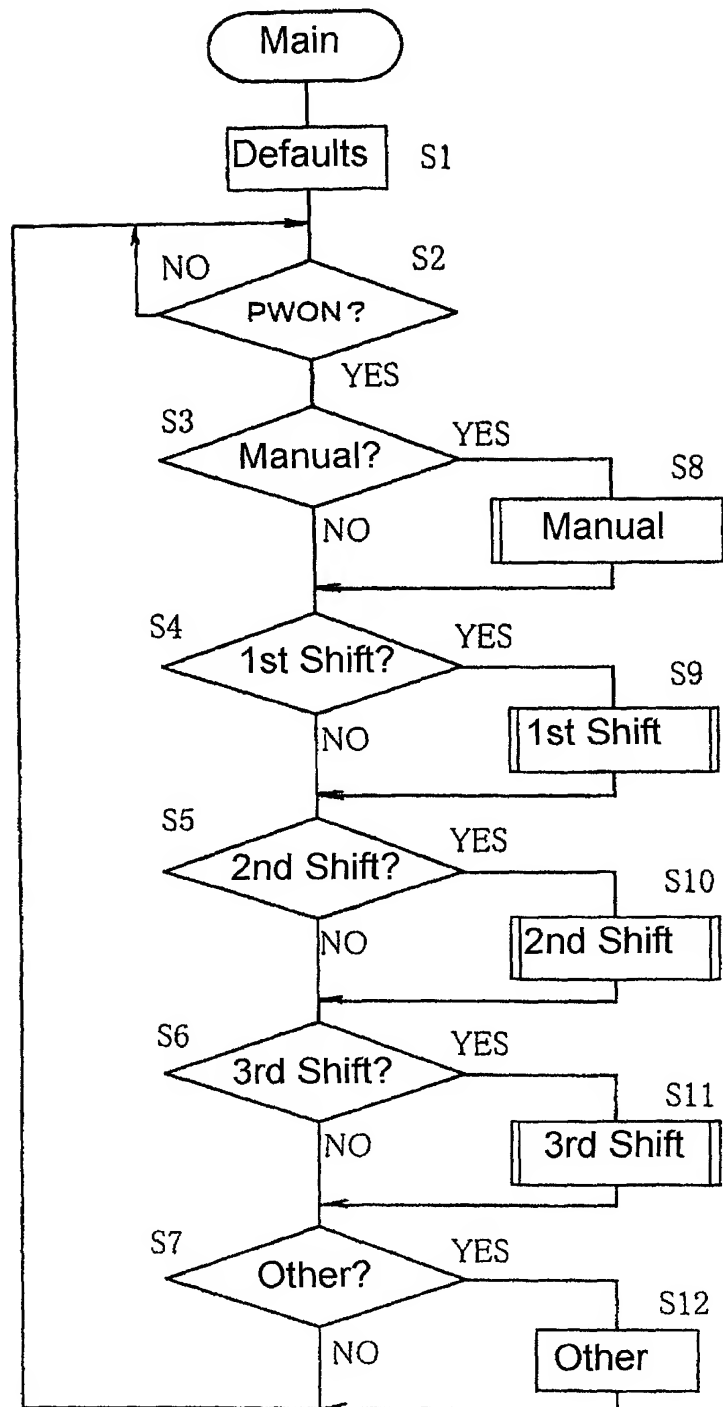 Main
Defaults S1
S2
NO
PWON?
YES
S3
YES
Manual?
S8
Manual
NO
S4
YES
1st Shift?
S9
1st Shift
NO
S5
YES
2nd Shift?
S10
2nd Shift
NO
S6
YES
3rd Shift?
S11
3rd Shift
NO
S7
YES
Other?
S12
Other
NO